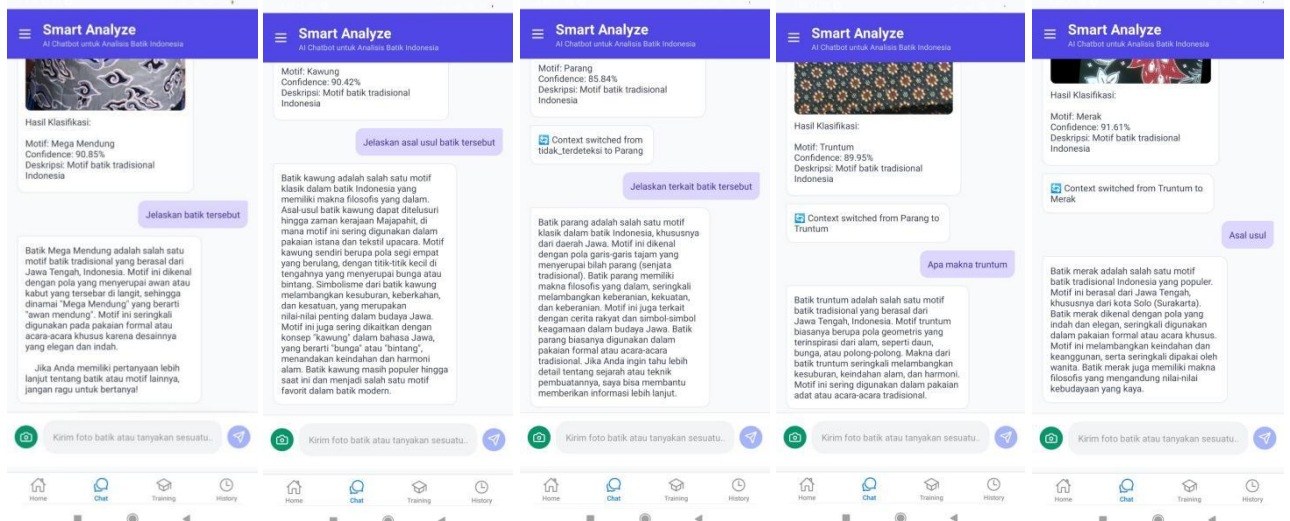 Smart Analyze
AI Chatbot untuk Analisis Batik Indonesia
Hasil Klasifikasi:
Motif: Mega Mendung
Confidence: 90.85%
Deskripsi: Motif batik tradisional
Indonesia
Jelaskan batik tersebut
Batik Mega Mendung adalah salah satu
motif batik tradisional yang berasal dari
Jawa Tengah, Indonesia. Motif ini dikenal
dengan pola yang menyerupai awan atau
kabut yang tersebar di langit, sehingga
dinamai "Mega Mendung" yang berarti
"awan mendung". Motif ini seringkali
digunakan pada pakaian formal atau
acara-acara khusus karena desainnya
yang elegan dan indah.
Jika Anda memiliki pertanyaan lebih
lanjut tentang batik atau motif lainnya,
jangan ragu untuk bertanya!
Kirim foto batik atau tanyakan sesuatu..
Home
Chat
Training
History
Smart Analyze
AI Chatbot untuk Analisis Batik Indonesia
Motif: Kawung
Confidence: 90.42%
Deskripsi: Motif batik tradisional
Indonesia
Jelaskan asal usul batik tersebut
Batik kawung adalah salah satu motif
klasik dalam batik Indonesia yang
memiliki makna filosofis yang dalam.
Asal-usul batik kawung dapat ditelusuri
hingga zaman kerajaan Majapahit, di
mana motif ini sering digunakan dalam
pakaian istana dan tekstil upacara. Motif
kawung sendiri berupa pola segi empat
yang berulang, dengan titik-titik kecil di
tengahnya yang menyerupai bunga atau
bintang. Simbolisme dari batik kawung
melambangkan kesuburan, keberkahan,
dan kesatuan, yang merupakan
nilai-nilai penting dalam budaya Jawa.
Motif ini juga sering dikaitkan dengan
konsep "kawung" dalam bahasa Jawa,
yang berarti "bunga" atau "bintang",
menandakan keindahan dan harmoni
alam. Batik kawung masih populer hingga
saat ini dan menjadi salah satu motif
favorit dalam batik modern.
Kirim foto batik atau tanyakan sesuatu..
Home
Chat
Training
History
Smart Analyze
AI Chatbot untuk Analisis Batik Indonesia
Motif: Parang
Confidence: 85.84%
Deskripsi: Motif batik tradisional
Indonesia
Context switched from
tidak_terdeteksi to Parang
Jelaskan terkait batik tersebut
Batik parang adalah salah satu motif
klasik dalam batik Indonesia, khususnya
dari daerah Jawa. Motif ini dikenal
dengan pola garis-garis tajam yang
menyerupai bilah parang (senjata
tradisional). Batik parang memiliki
makna filosofis yang dalam, seringkali
melambangkan keberanian, kekuatan,
dan keberanian. Motif ini juga terkait
dengan cerita rakyat dan simbol-simbol
keagamaan dalam budaya Jawa. Batik
parang biasanya digunakan dalam
pakaian formal atau acara-acara
tradisional. Jika Anda ingin tahu lebih
detail tentang sejarah atau teknik
pembuatannya, saya bisa membantu
memberikan informasi lebih lanjut.
Kirim foto batik atau tanyakan sesuatu..
Home
Chat
Training
History
Smart Analyze
AI Chatbot untuk Analisis Batik Indonesia
Hasil Klasifikasi:
Motif: Truntum
Confidence: 89.95%
Deskripsi: Motif batik tradisional
Indonesia
Context switched from Parang to
Truntum
Apa makna truntum
Batik truntum adalah salah satu motif
batik tradisional yang berasal dari
Jawa Tengah, Indonesia. Motif truntum
biasanya berupa pola geometris yang
terinspirasi dari alam, seperti daun,
bunga, atau polong-polong. Makna dari
batik truntum seringkali melambangkan
kesuburan, keindahan alam, dan harmoni.
Motif ini sering digunakan dalam pakaian
adat atau acara-acara tradisional.
Kirim foto batik atau tanyakan sesuatu..
Home
Chat
Training
History
Smart Analyze
AI Chatbot untuk Analisis Batik Indonesia
Hasil Klasifikasi:
Motif: Merak
Confidence: 91.61%
Deskripsi: Motif batik tradisional
Indonesia
Context switched from Truntum to
Merak
Asal usul
Batik merak adalah salah satu motif
batik tradisional Indonesia yang populer.
Motif ini berasal dari Jawa Tengah,
khususnya dari kota Solo (Surakarta).
Batik merak dikenal dengan pola yang
indah dan elegan, seringkali digunakan
dalam pakaian formal atau acara khusus.
Motif ini melambangkan keindahan dan
keanggunan, serta seringkali dipakai oleh
wanita. Batik merak juga memiliki makna
filosofis yang mengandung nilai-nilai
kebudayaan yang kaya.
Kirim foto batik atau tanyakan sesuatu..
Home
Chat
Training
History